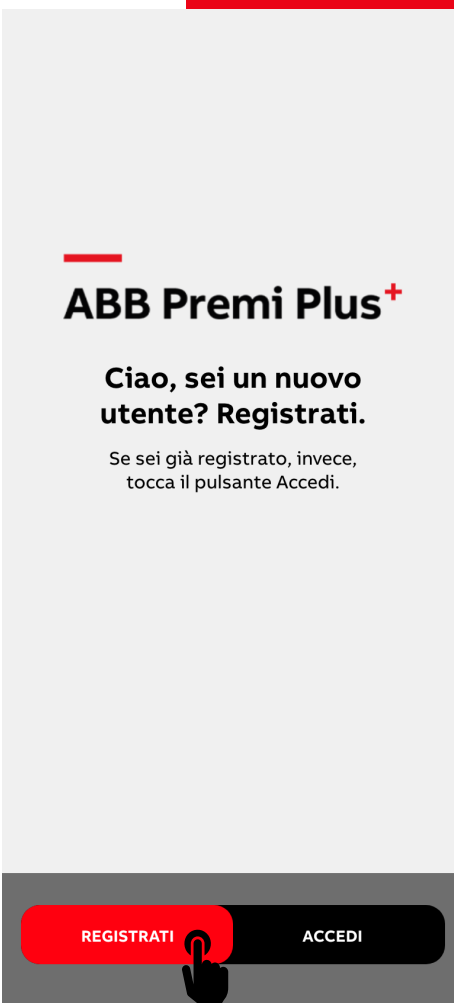 ABB Premi Plus+
Ciao, sei un nuovo
utente? Registrati.
Se sei già registrato, invece,
tocca il pulsante Accedi.
REGISTRATI ACCEDI